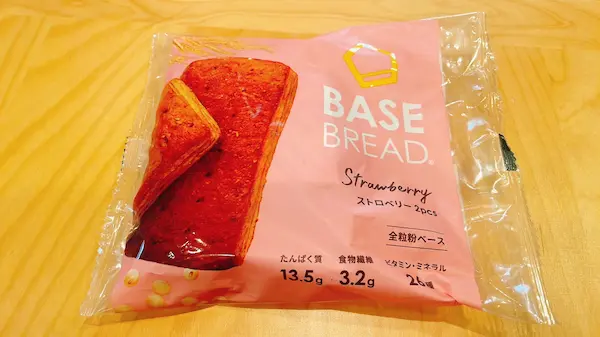 BASE
BREAD®
Strawberry
ストロベリー 2pcs
全粒粉ベース
たんぱく質 食物繊維 ビタミン・ミネラル
13.5g 3.2g 26種